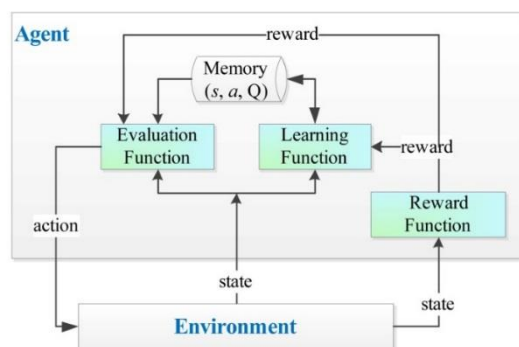 Agent
reward
Memory
(s, a, Q)
Evaluation
Function
Learning
Function
reward
Reward
Function
action
state
state
Environment